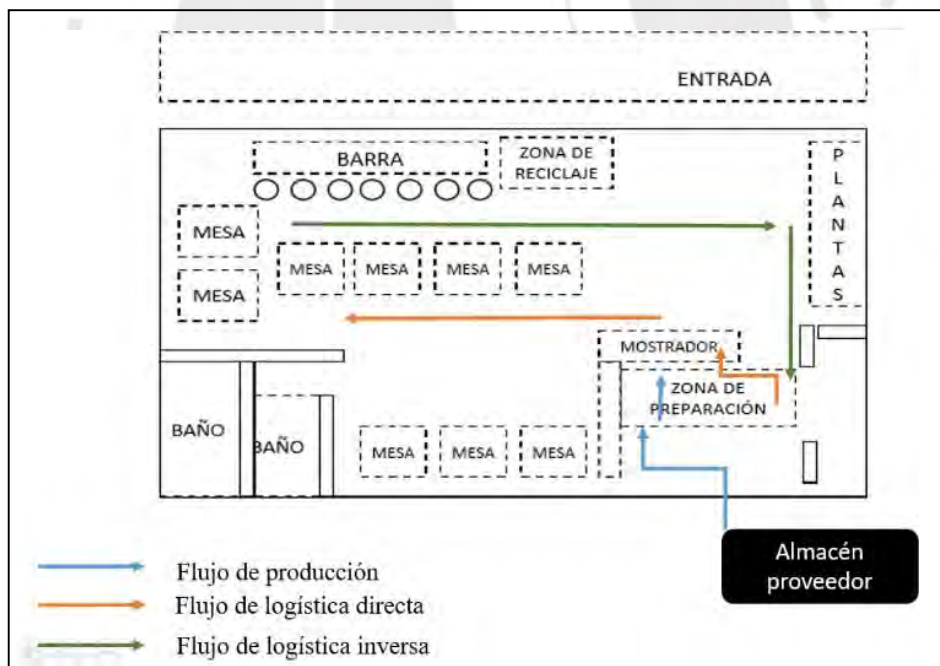 ENTRADA
BARRA
ZONA DE
RECICLAJE
P
L
A
N
T
A
S
MESA
MESA
MESA
MESA
MESA
MESA
MOSTRADOR
ZONA DE
PREPARACIÓN
BAÑO
BAÑO
MESA
MESA
MESA
Almacén
proveedor
Flujo de producción
Flujo de logística directa
Flujo de logística inversa